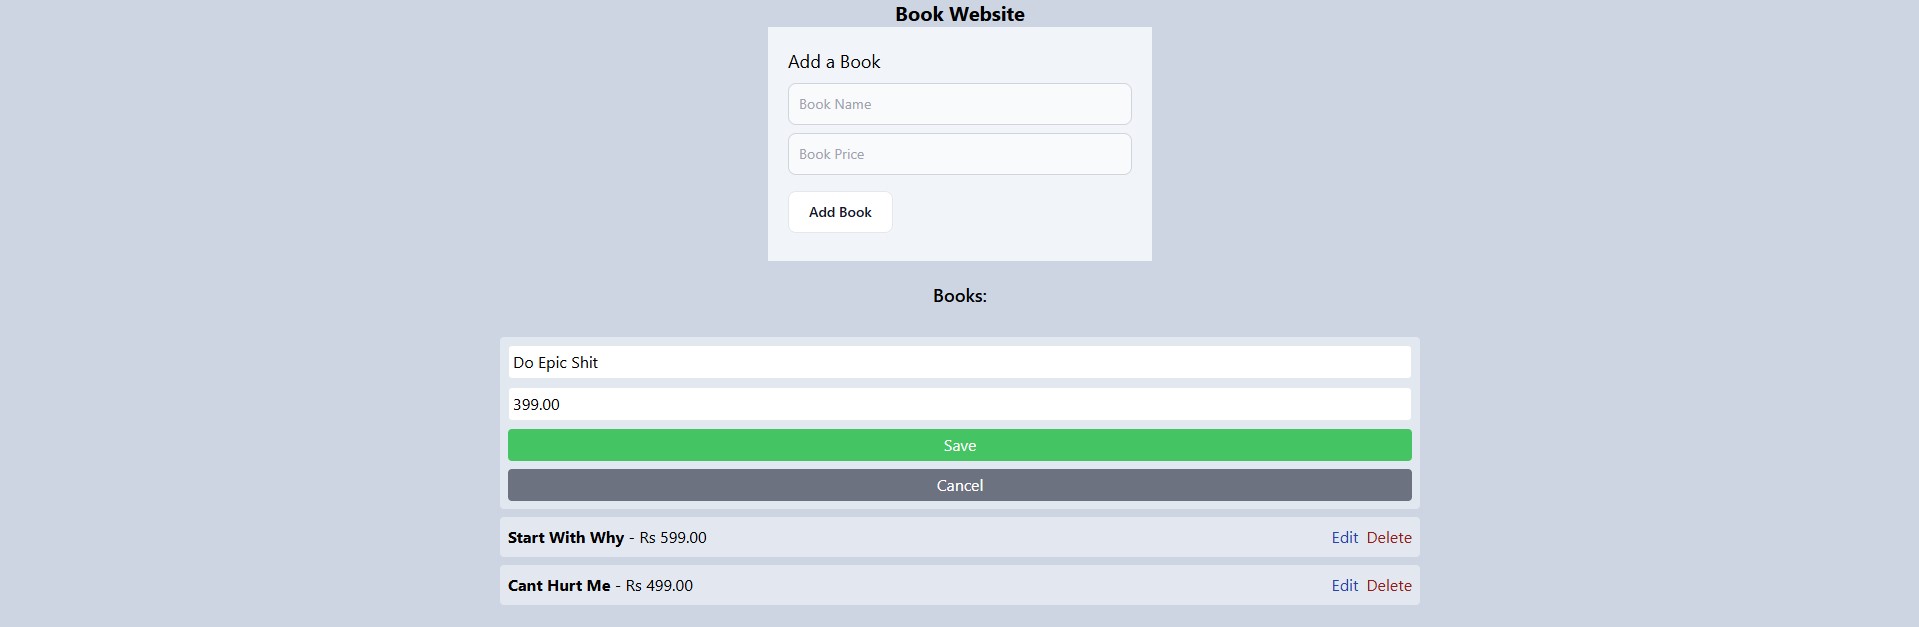 Book Website
Add a Book
Book Name
Book Price
Add Book
Books:
Do Epic Shit
399.00
Save
Cancel
Start With Why - Rs 599.00 Edit Delete
Cant Hurt Me - Rs 499.00 Edit Delete